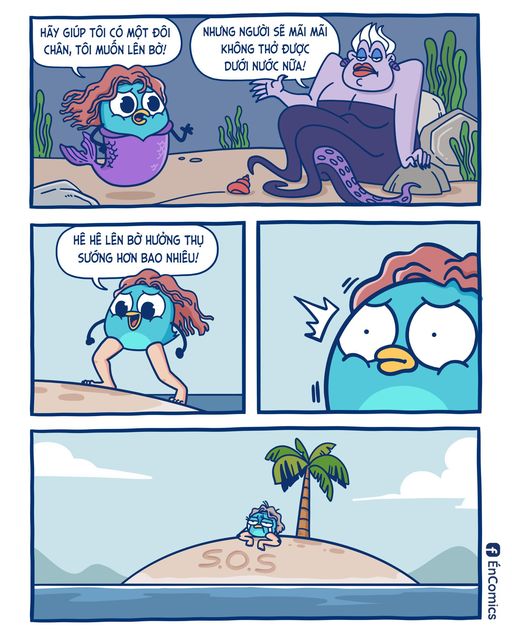 HÃY GIÚP TÔI CÓ MỘT ĐÔI
CHÂN, TÔI MUỐN LÊN BỜ!
NHƯNG NGƯỜI SẼ MÃI MÃI
KHÔNG THỞ ĐƯỢC
DƯỚI NƯỚC NỮA!
HÊ HÊ LÊN BỜ HƯỞNG THỤ
SƯỚNG HƠN BAO NHIÊU!
S.O.S
ÉnComics